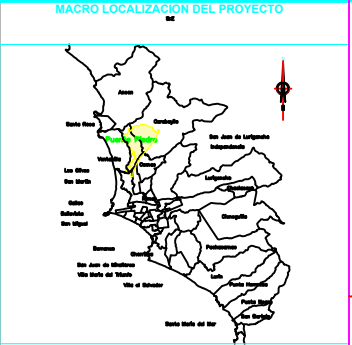 MACRO LOCALIZACION DEL PROYECTO
Ancon
Santa Rosa
Carabayllo
Puente Piedra
San Juan de Lurigancho
Independencia
Ventanilla
Comas
Los Olivos
San Martin
Lurigancho
Chaclacayo
Callao
Bellavista
San Miguel
Cieneguilla
Barranco
Chorrillos
Pachacamac
San Juan de Miraflores
Villa Maria del Triunfo
Lurin
Villa el Salvador
Punta Hermosa
Punta Negra
San Bartolo
Santa Maria del Mar